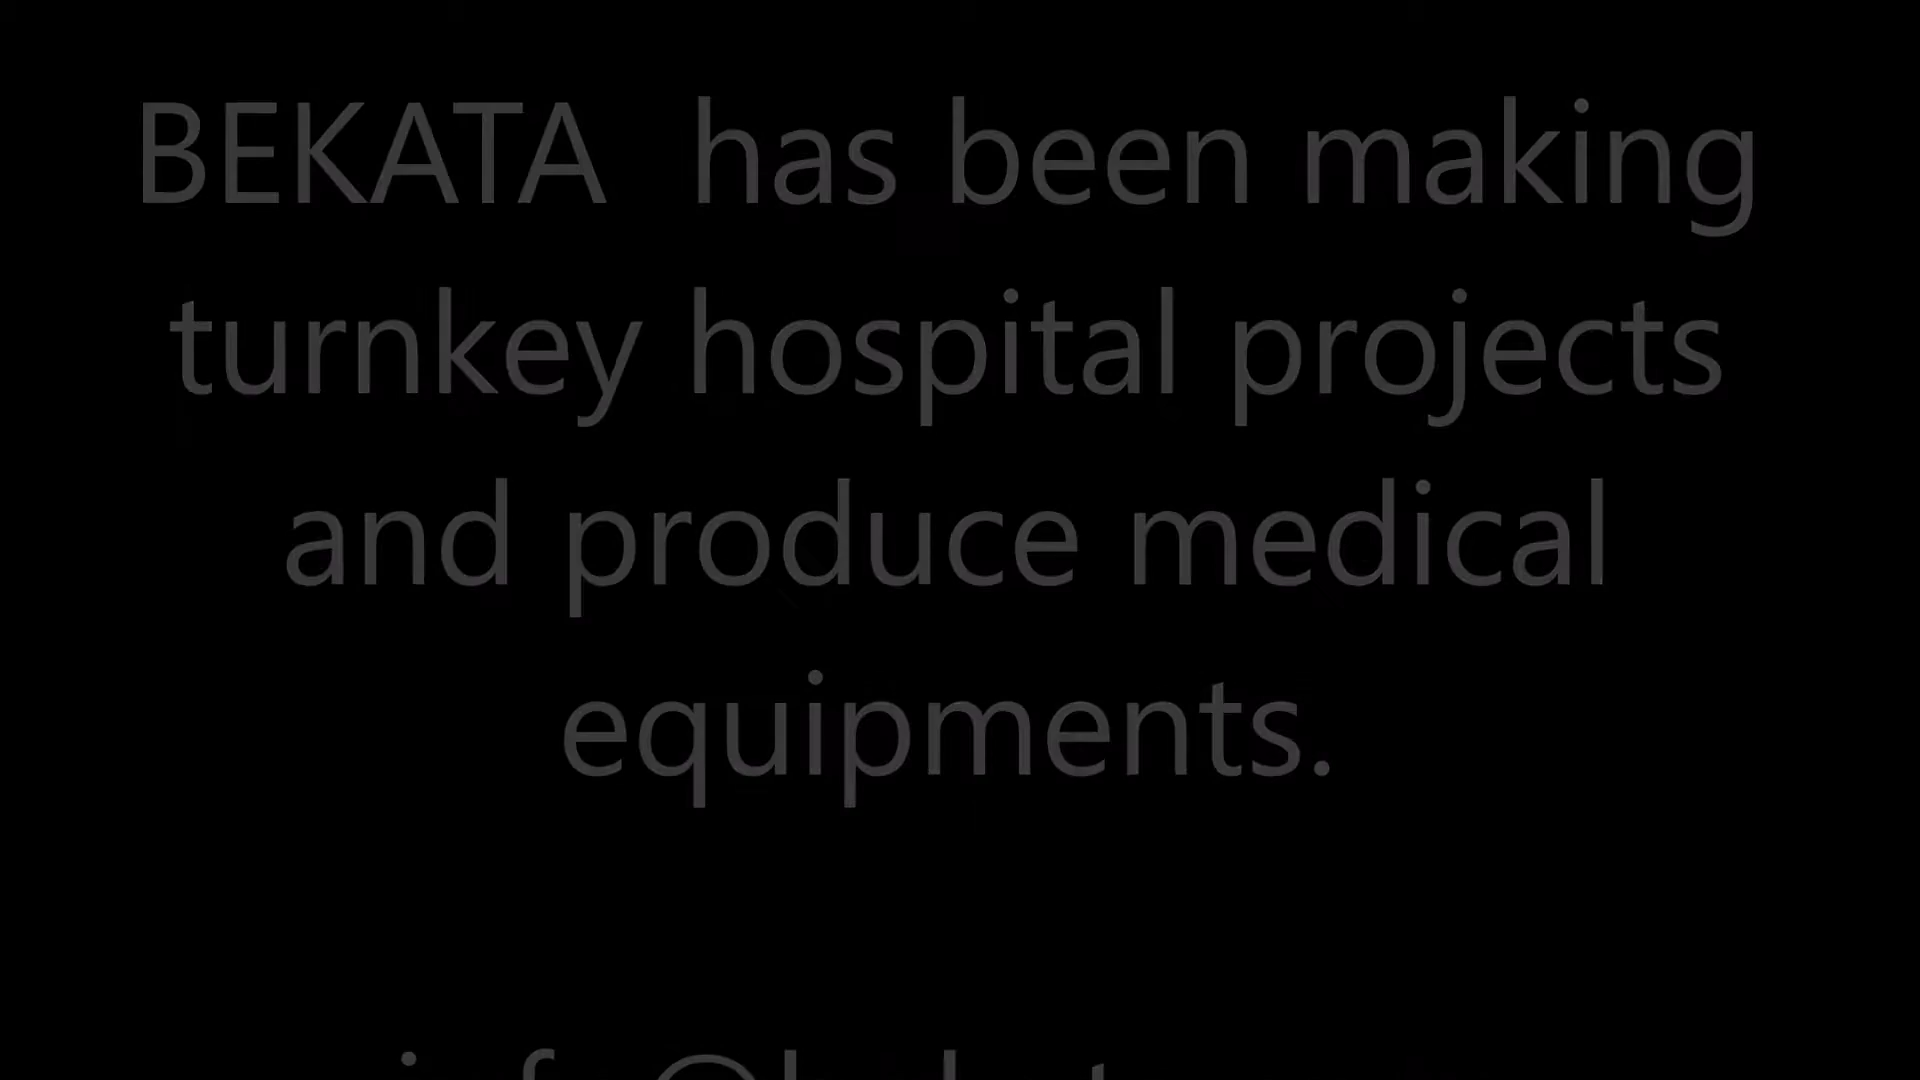 BEKATA  has been making
turnkey hospital projects
and produce medical
equipments.